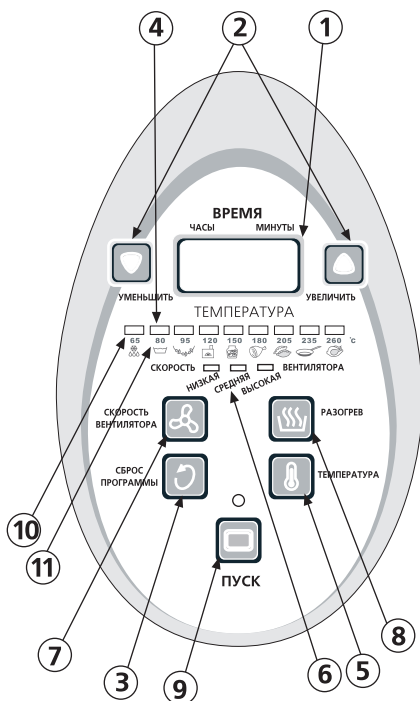 4 2 1
ВРЕМЯ
ЧАСЫ МИНУТЫ
УМЕНЬШИТЬ УВЕЛИЧИТЬ
ТЕМПЕРАТУРА
65 80 95 120 150 180 205 235 260 °c
СКОРОСТЬ ВЕНТИЛЯТОРА
НИЗКАЯ СРЕДНЯЯ ВЫСОКАЯ
СКОРОСТЬ ВЕНТИЛЯТОРА
РАЗОГРЕВ
СБРОС ПРОГРАММЫ
ТЕМПЕРАТУРА
ПУСК
10
11
7
3
9
6
5
8